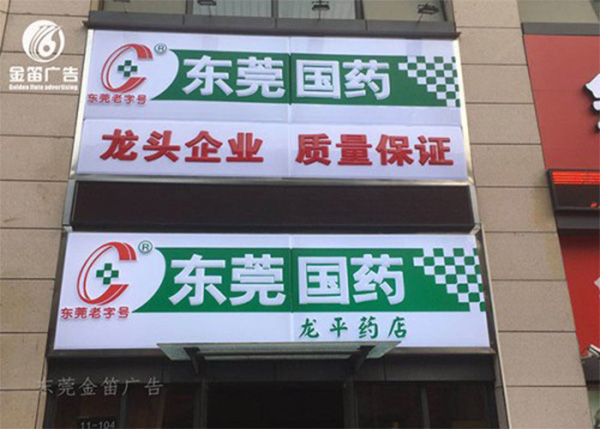 金笛广告
Golden Flute advertising
®
东莞国药
东莞老字号
龙头企业 质量保证
®
东莞国药
东莞老字号
龙平药店
东莞金笛广告
11-104